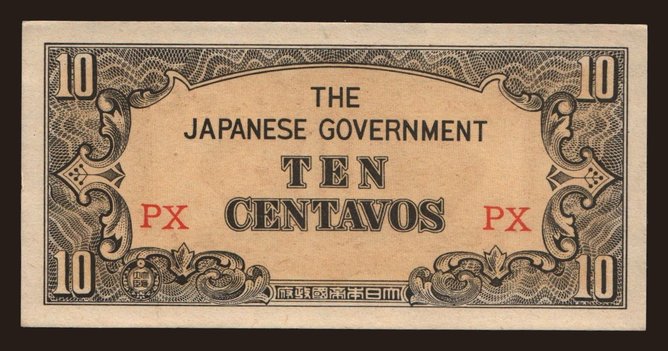 10 10
THE
JAPANESE GOVERNMENT
TEN
CENTAVOS
PX PX
10 10
府政國帝本日大